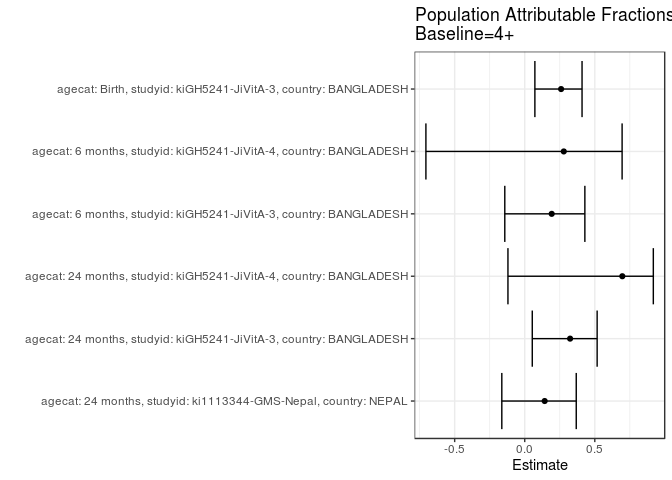 Population Attributable Fractions
Baseline=4+
agecat: Birth, studyid: kiGH5241-JiVitA-3, country: BANGLADESH
agecat: 6 months, studyid: kiGH5241-JiVitA-4, country: BANGLADESH
agecat: 6 months, studyid: kiGH5241-JiVitA-3, country: BANGLADESH
agecat: 24 months, studyid: kiGH5241-JiVitA-4, country: BANGLADESH
agecat: 24 months, studyid: kiGH5241-JiVitA-3, country: BANGLADESH
agecat: 24 months, studyid: ki1113344-GMS-Nepal, country: NEPAL
-0.5 0.0 0.5
Estimate